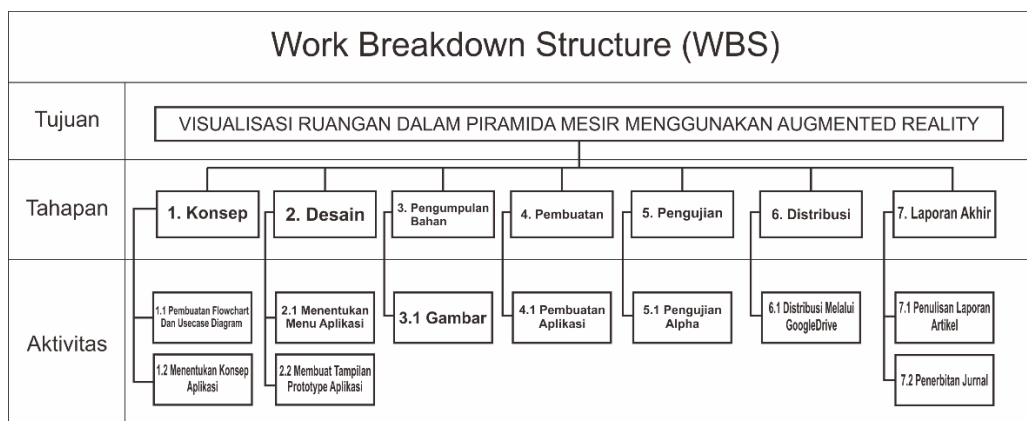 Work Breakdown Structure (WBS)
Tujuan
VISUALISASI RUANGAN DALAM PIRAMIDA MESIR MENGGUNAKAN AUGMENTED REALITY
Tahapan
1. Konsep
2. Desain
3. Pengumpulan
Bahan
4. Pembuatan
5. Pengujian
6. Distribusi
7. Laporan Akhir
Aktivitas
1.1 Pembuatan Flowchart
Dan Usecase Diagram
1.2 Menentukan Konsep
Aplikasi
2.1 Menentukan
Menu Aplikasi
2.2 Membuat Tampilan
Prototype Aplikasi
3.1 Gambar
4.1 Pembuatan
Aplikasi
5.1 Pengujian
Alpha
6.1 Distribusi Melalui
GoogleDrive
7.1 Penulisan Laporan
Artikel
7.2 Penerbitan Jurnal